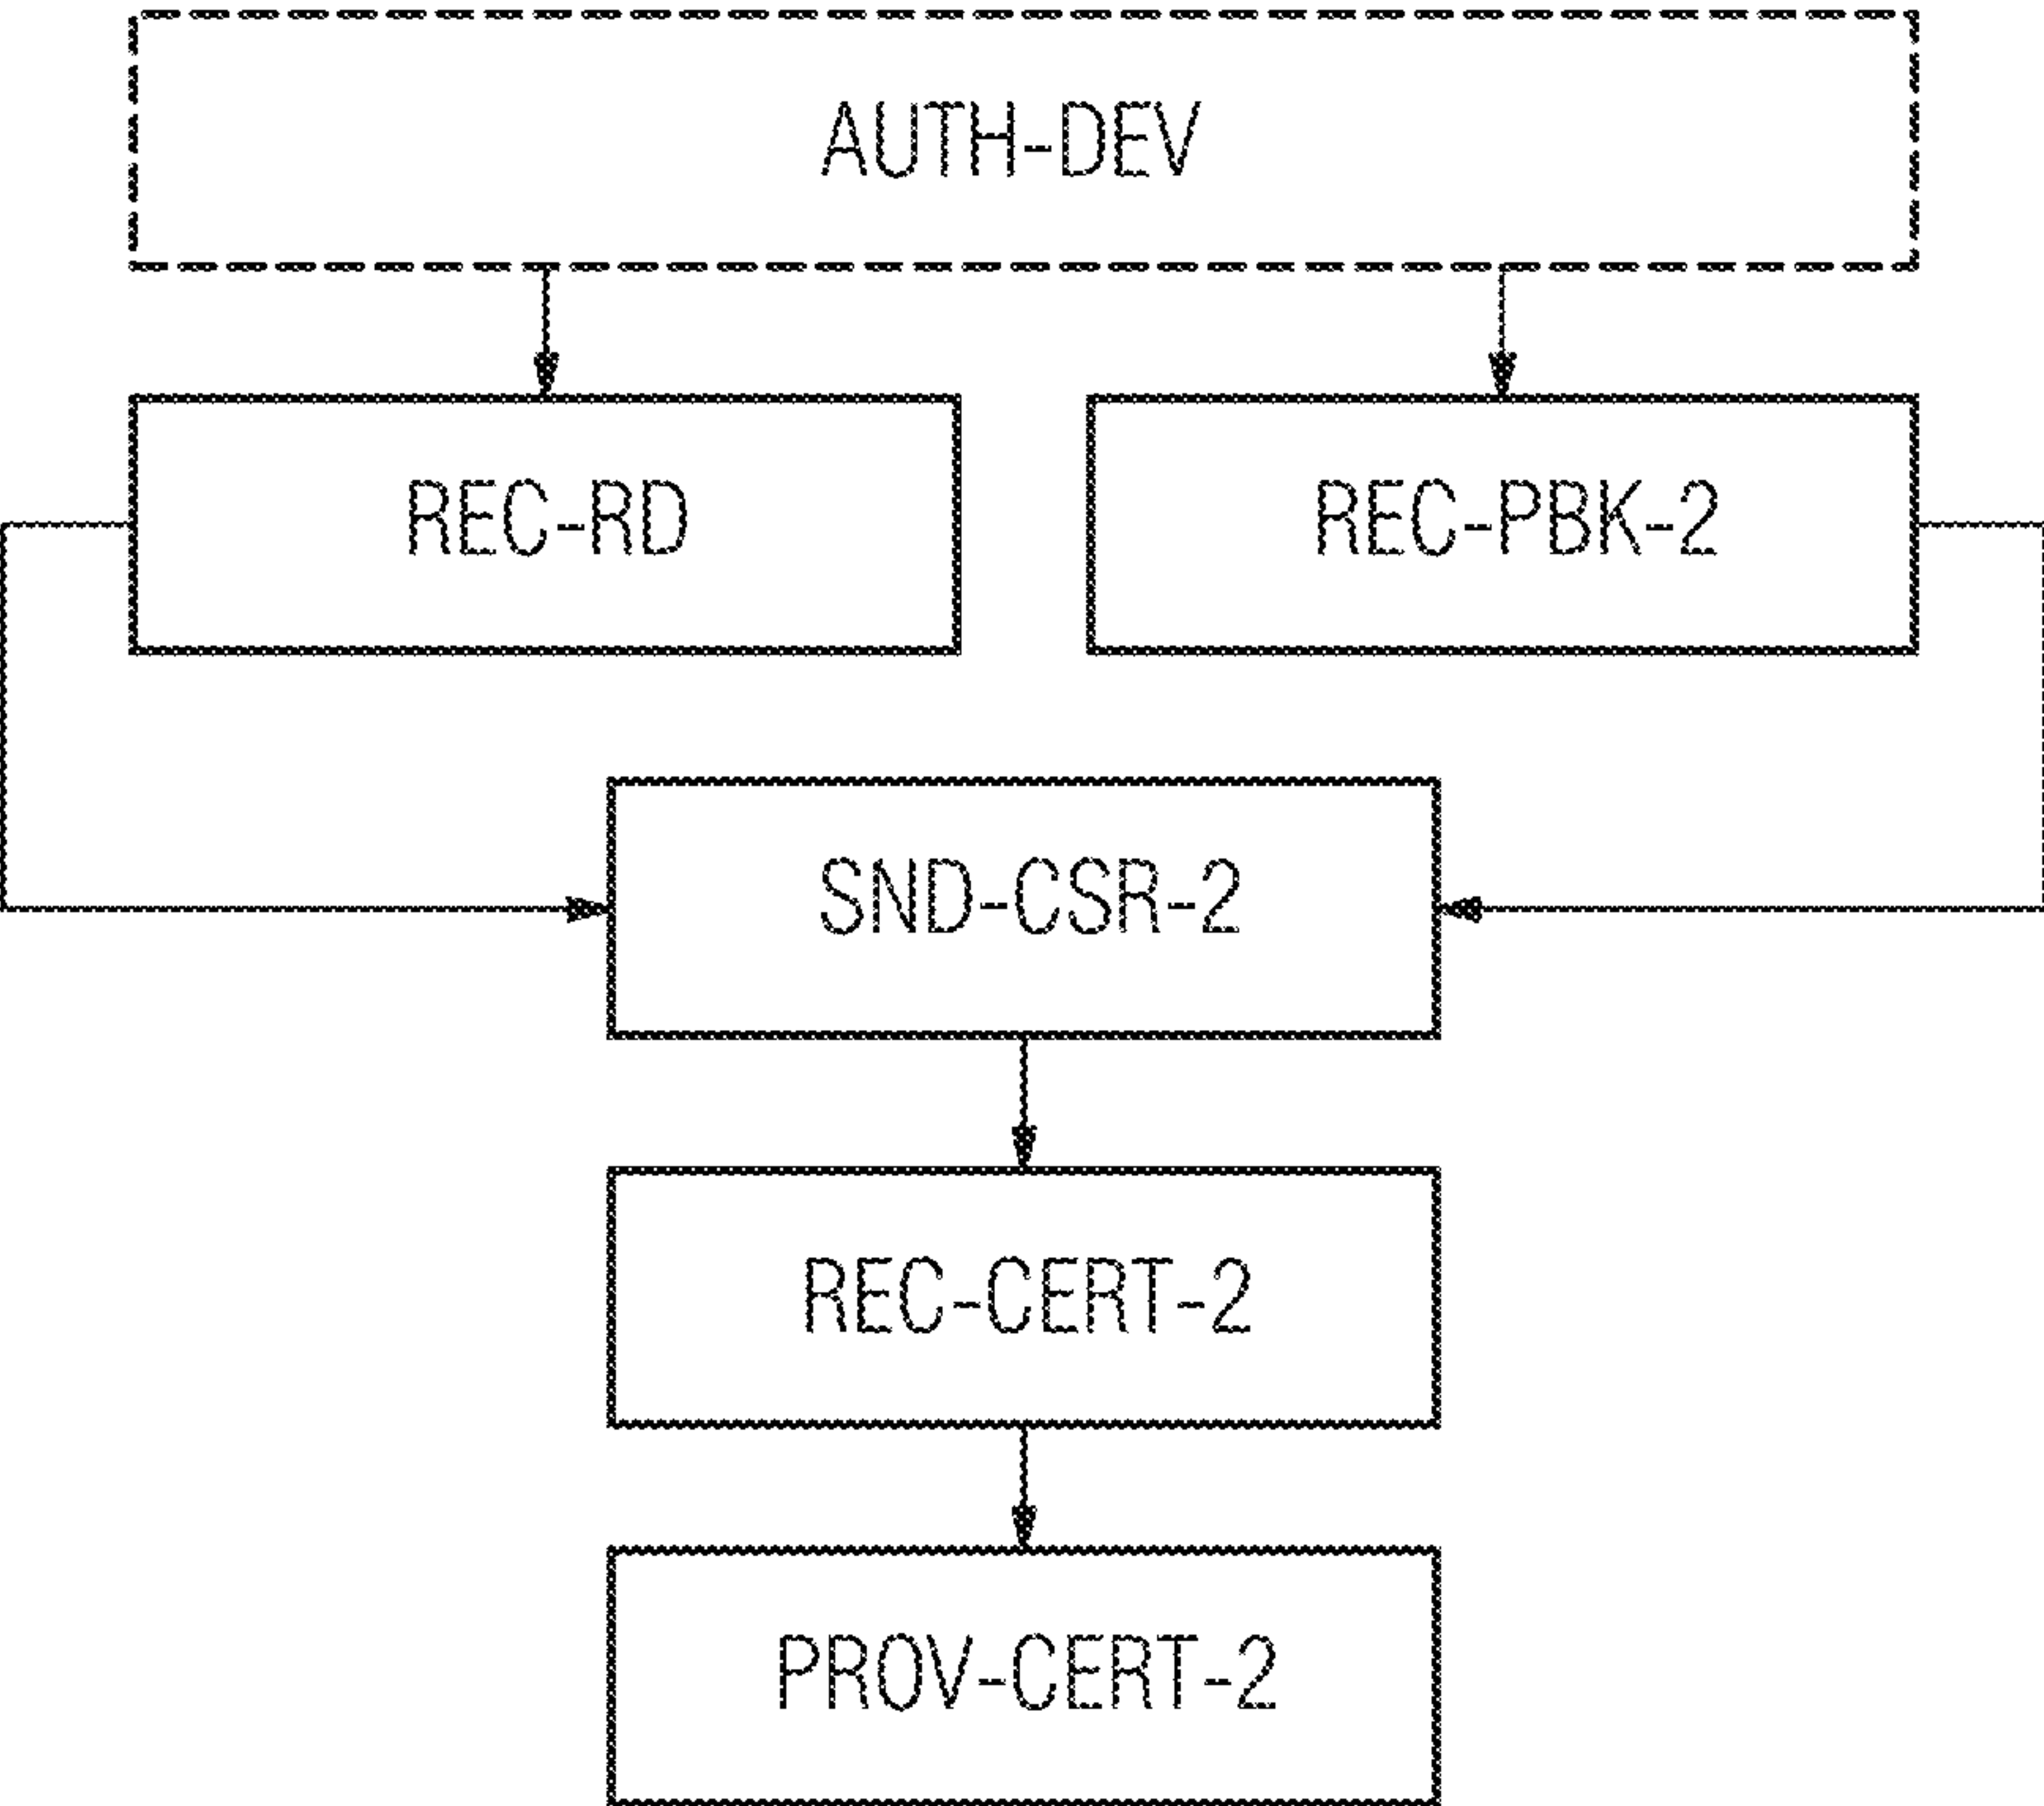 AUTH-DEV
REC-RD
REC-PBK-2
SND-CSR-2
REC-CERT-2
PROV-CERT-2